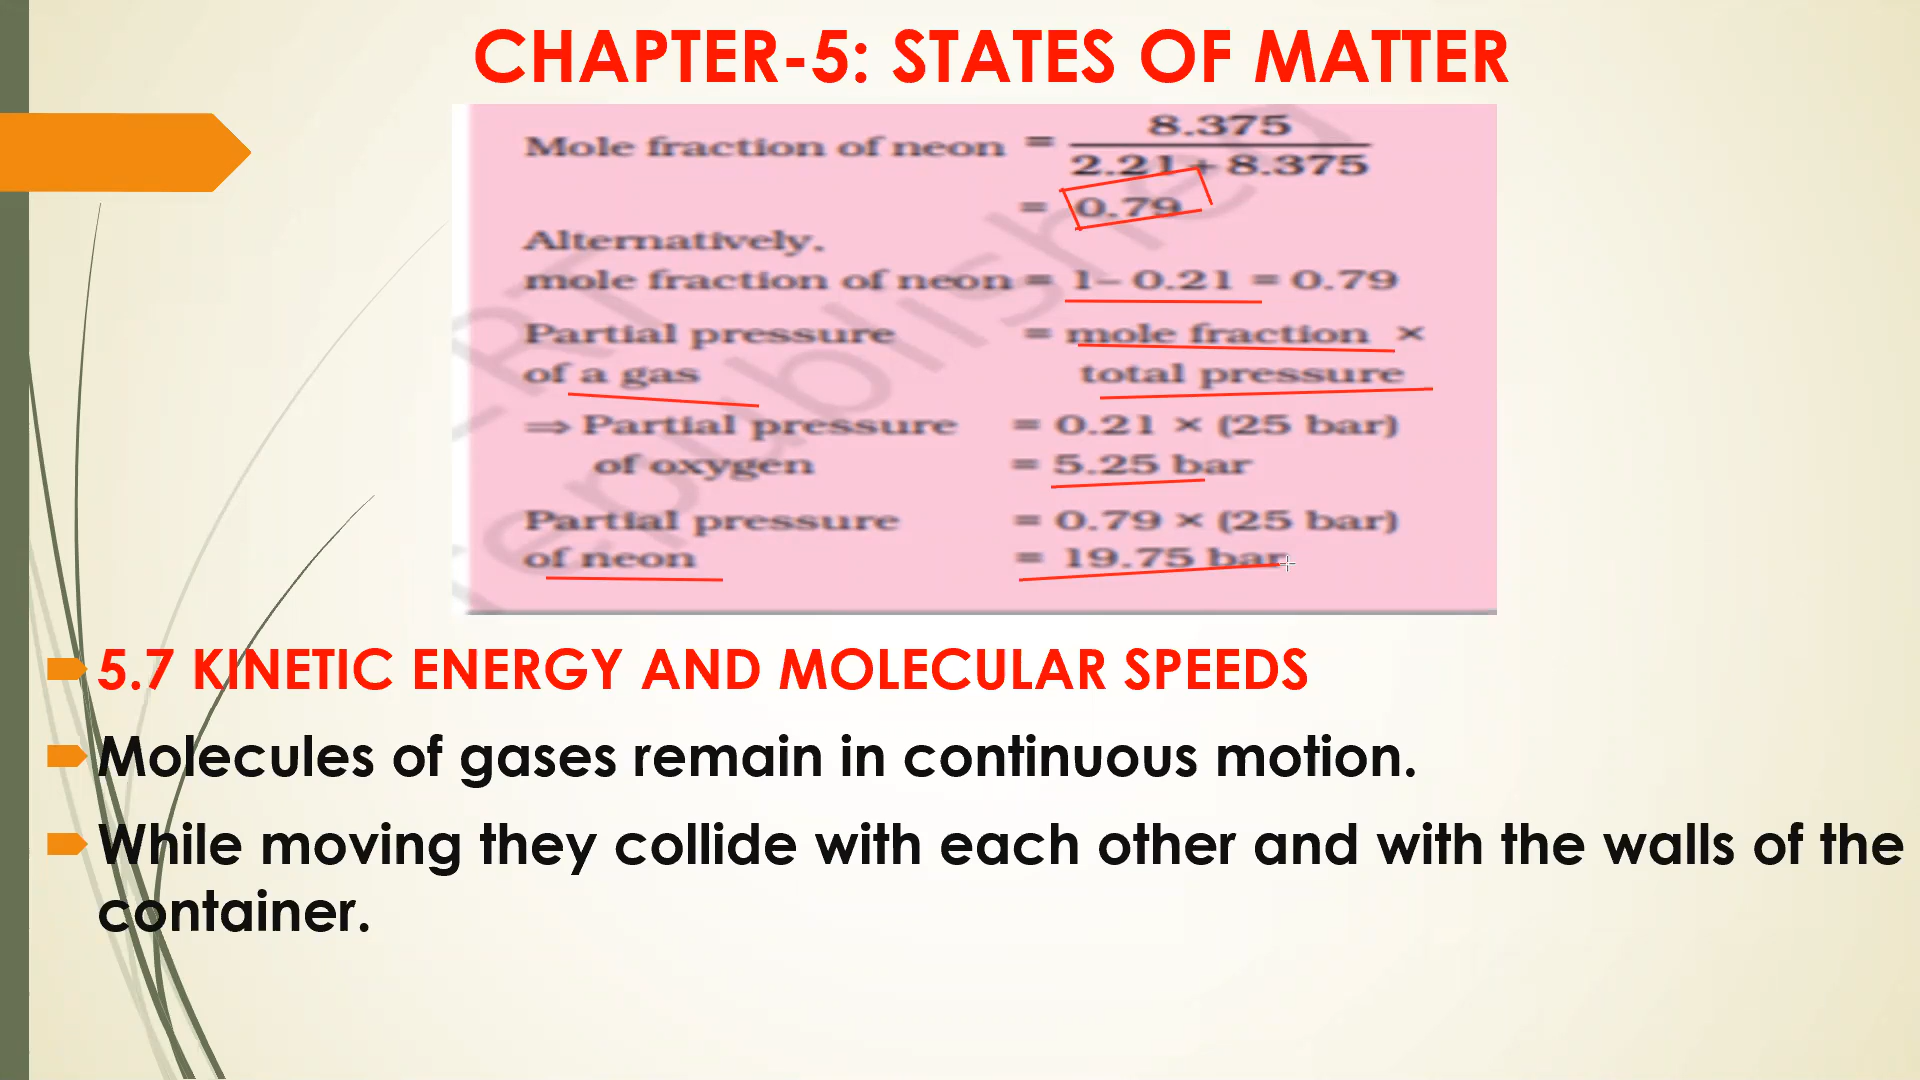 CHAPTER-5: STATES OF MATTER
Mole fraction of neon = 8.375
2.21 + 8.375
= 0.79
Alternatively,
mole fraction of neon = 1– 0.21 = 0.79
Partial pressure = mole fraction ×
of a gas total pressure
⇒ Partial pressure = 0.21 × (25 bar)
of oxygen = 5.25 bar
Partial pressure = 0.79 × (25 bar)
of neon = 19.75 bar
5.7 KINETIC ENERGY AND MOLECULAR SPEEDS
Molecules of gases remain in continuous motion.
While moving they collide with each other and with the walls of the
container.